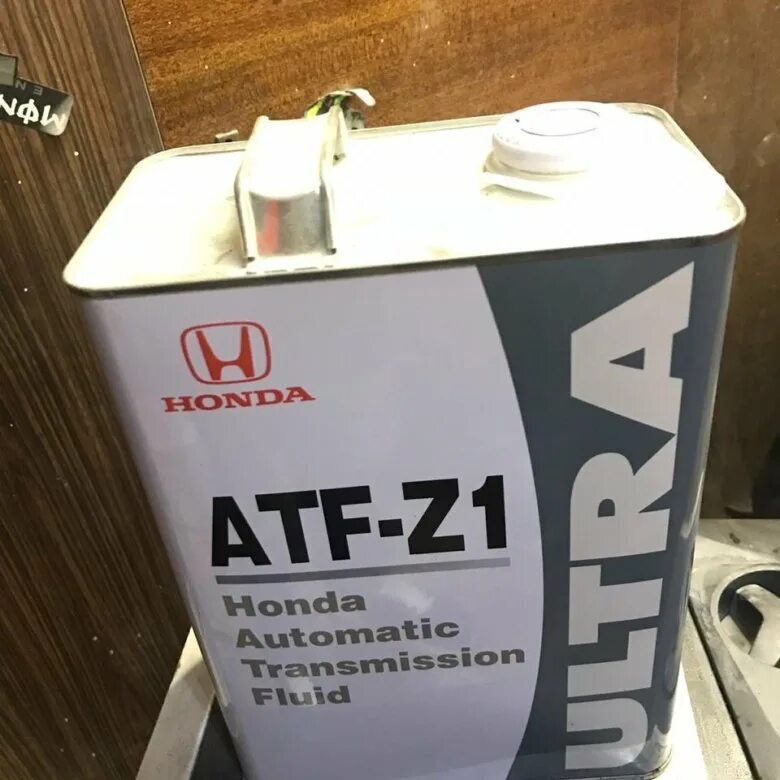 HONDA
ATF-Z1
Honda
Automatic
Transmission
Fluid
ULTRA